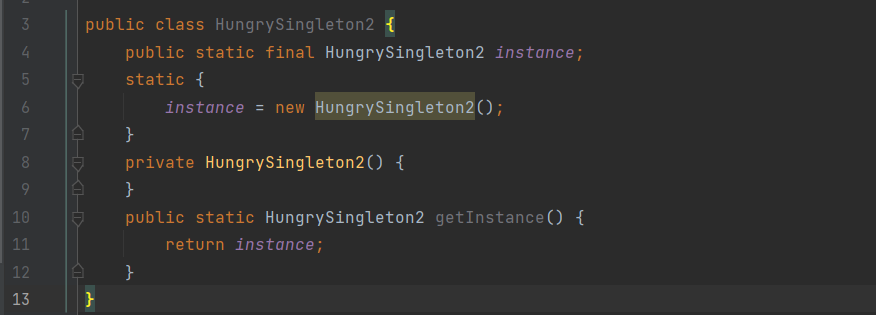 3 public class HungrySingleton2 {
4     public static final HungrySingleton2 instance;
5     static {
6         instance = new HungrySingleton2();
7     }
8     private HungrySingleton2() {
9     }
10     public static HungrySingleton2 getInstance() {
11         return instance;
12     }
13 }